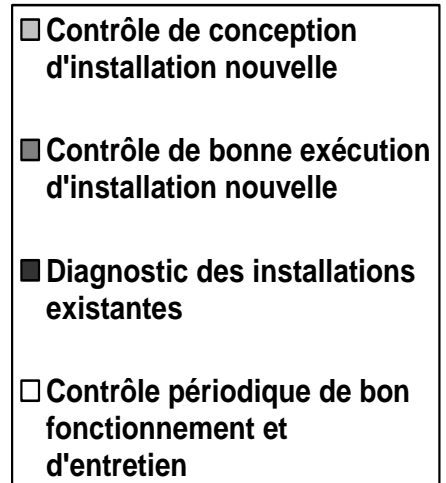 Contrôle de conception
d'installation nouvelle
Contrôle de bonne exécution
d'installation nouvelle
Diagnostic des installations
existantes
Contrôle périodique de bon
fonctionnement et
d'entretien